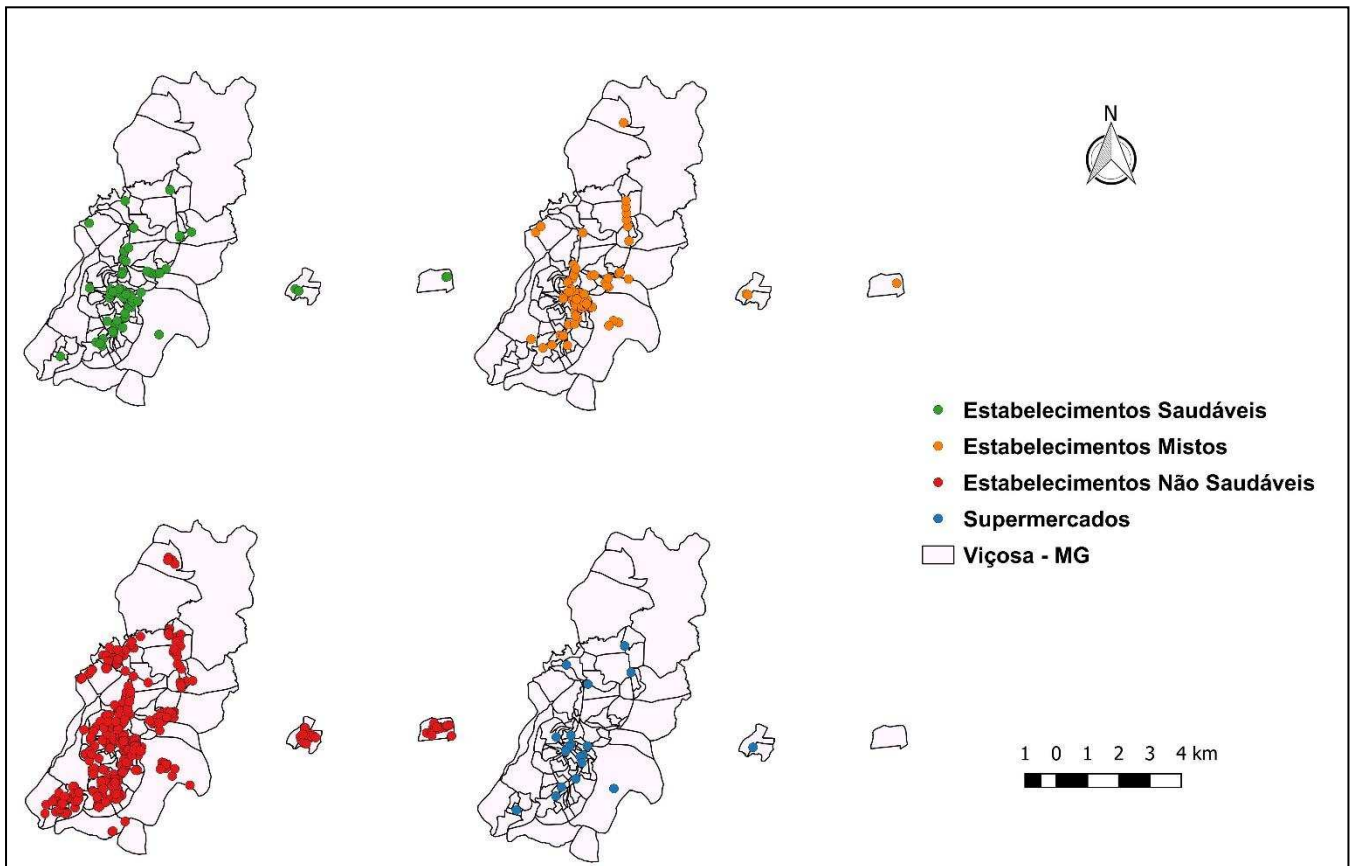 N
Estabelecimentos Saudáveis
Estabelecimentos Mistos
Estabelecimentos Não Saudáveis
Supermercados
Viçosa - MG
1 0 1 2 3 4 km